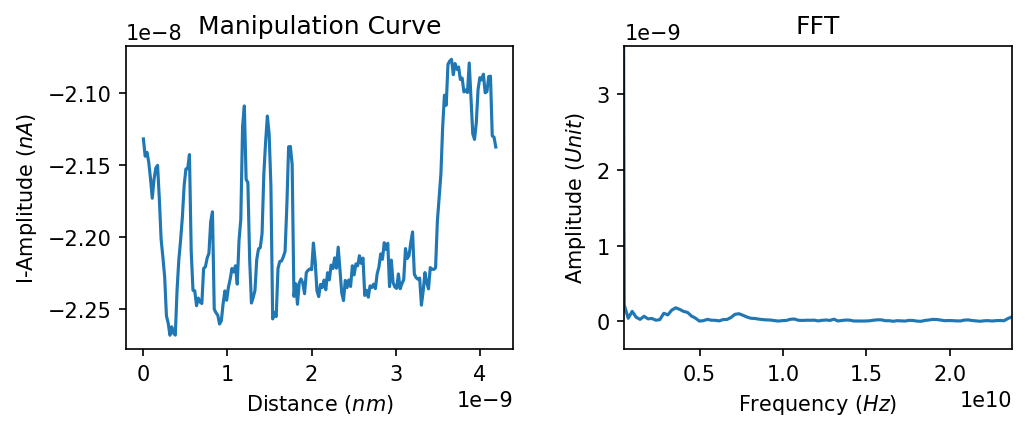 Manipulation Curve
1e−8
I-Amplitude (nA)
−2.10
−2.15
−2.20
−2.25
0 1 2 3 4
1e−9
Distance (nm)
FFT
1e−9
Amplitude (Unit)
3
2
1
0
0.5 1.0 1.5 2.0
1e10
Frequency (Hz)